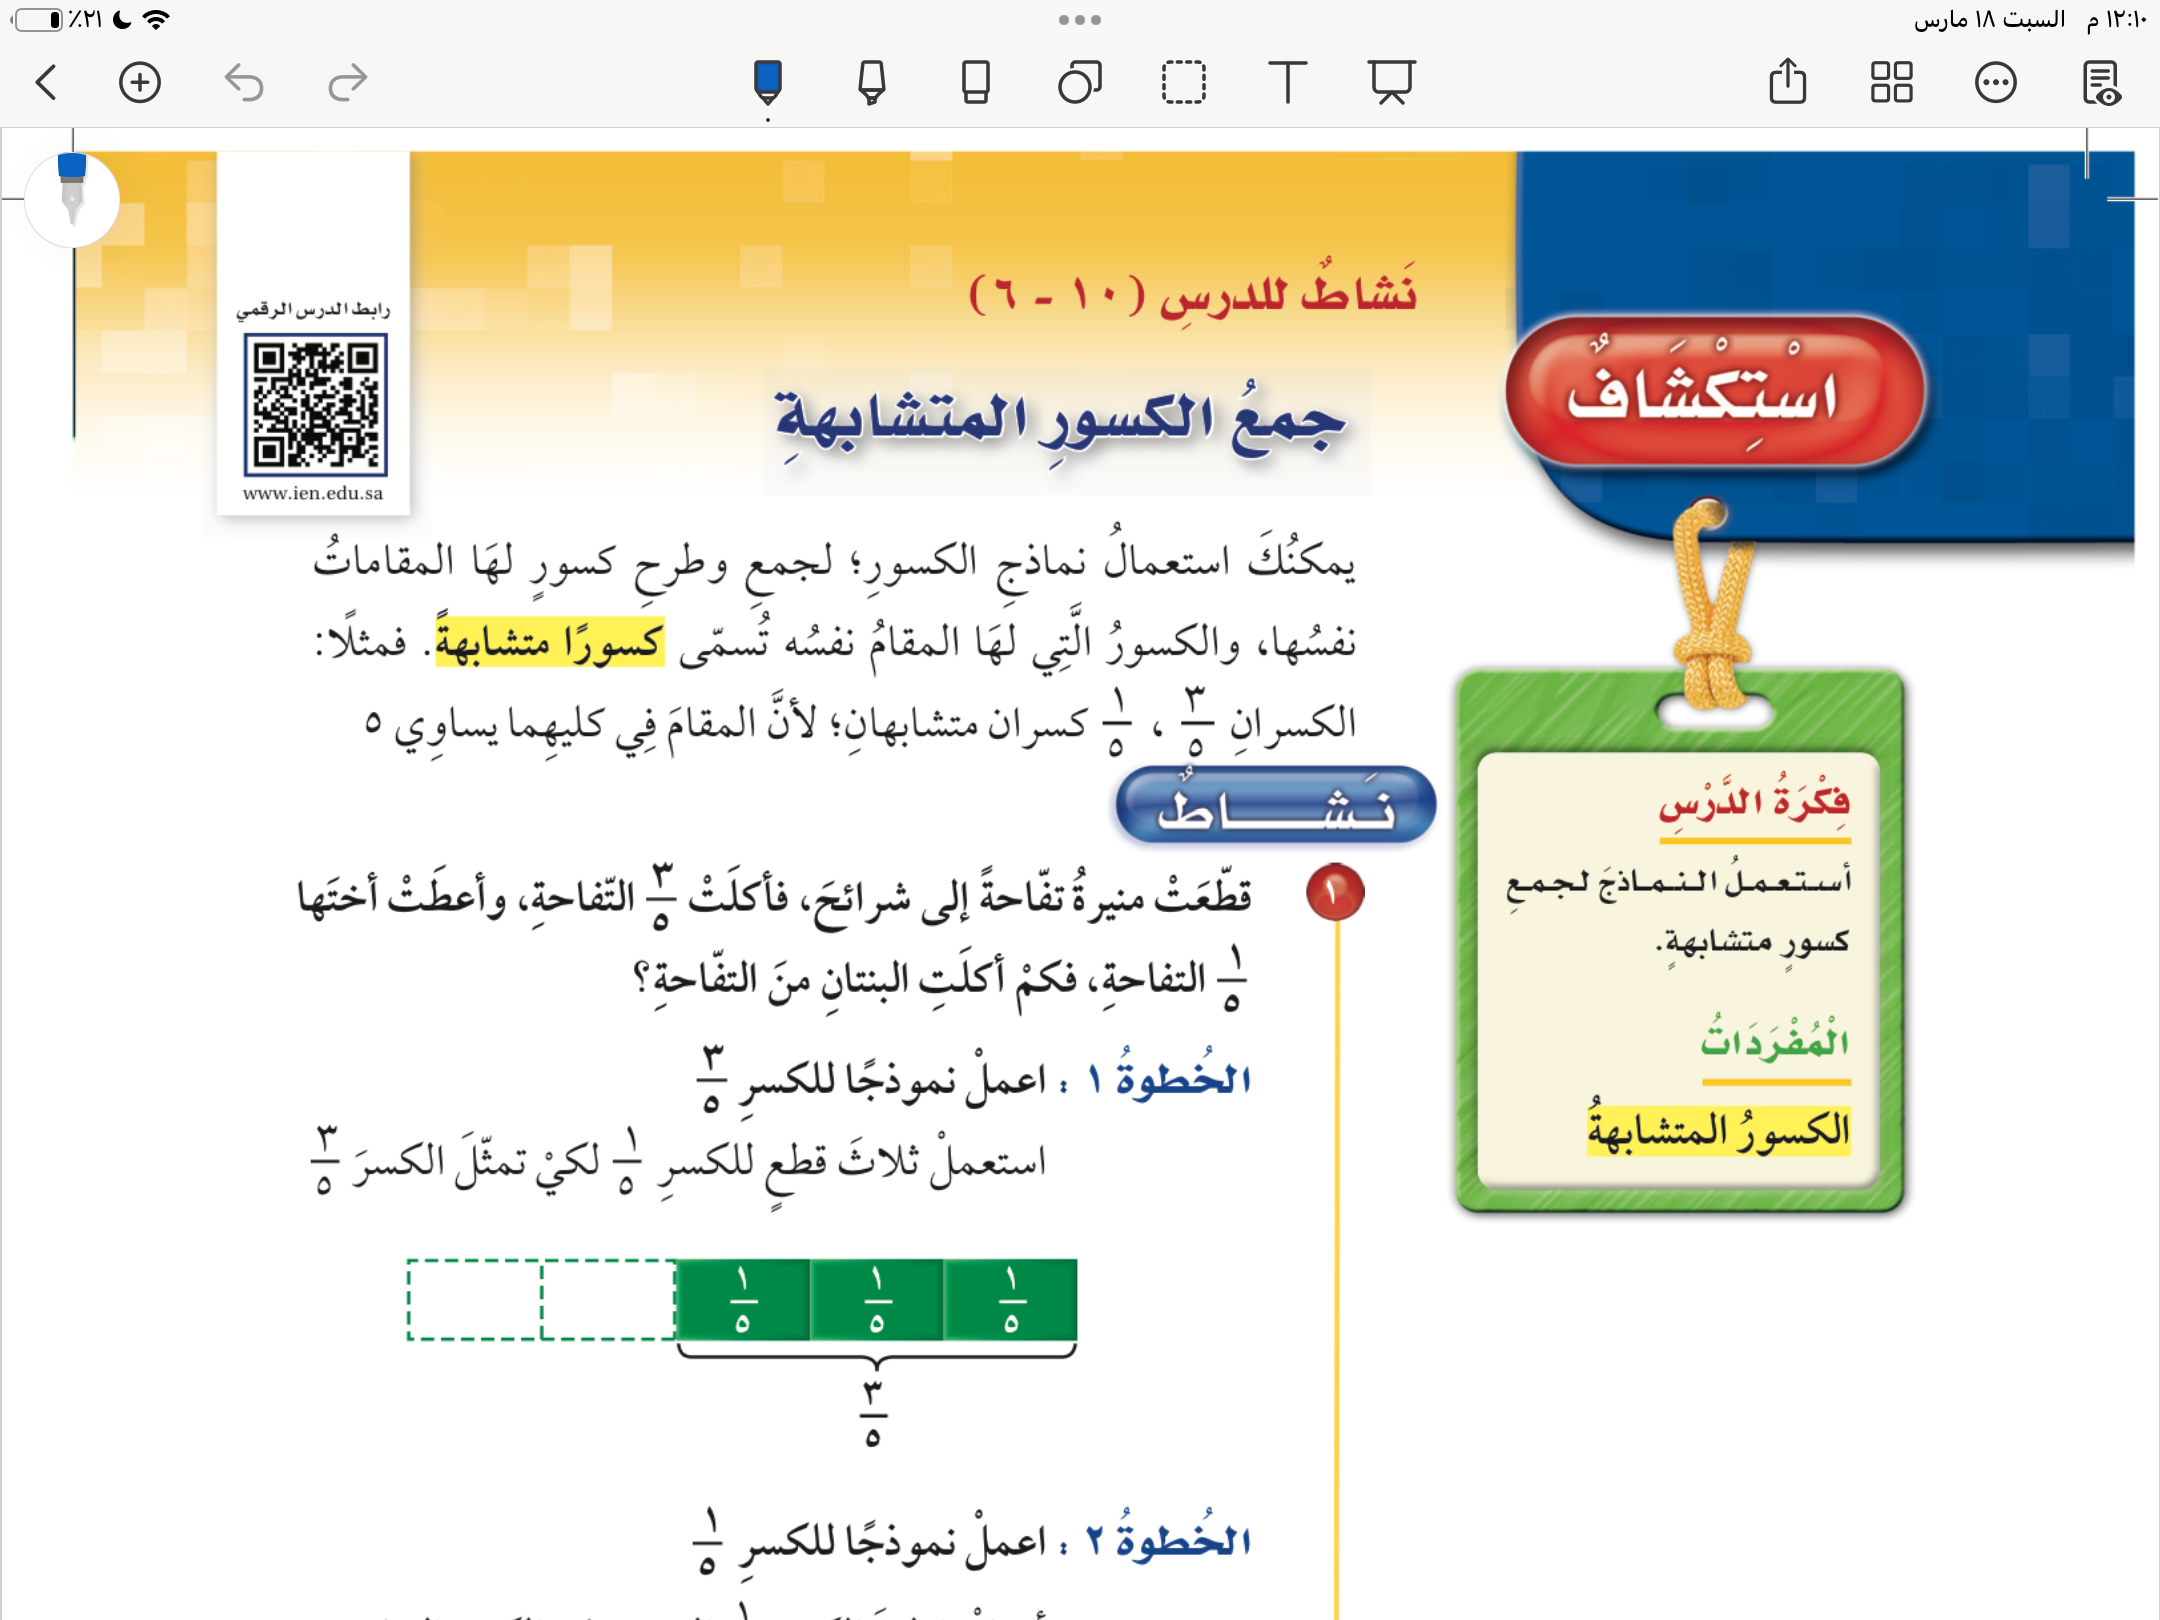 ١٢:١٠ م السبت ١٨ مارس
٪٢١
نَشاطٌ للدرسِ (١٠ - ٦)
اسْتِكْشَافٌ
جمعُ الكسورِ المتشابهةِ
رابط الدرس الرقمي
www.ien.edu.sa
يمكنُكَ استعمالُ نماذجِ الكسورِ؛ لجمعِ وطرحِ كسورٍ لهَا المقاماتُ
نفسُها، والكسورُ الَّتِي لهَا المقامُ نفسُه تُسمّى كسورًا متشابهةً. فمثلًا:
الكسرانِ ٣/٥ ، ١/٥ كسران متشابهانِ؛ لأنَّ المقامَ فِي كليهِما يساوِي ٥
نَشاطٌ
١ قطّعَتْ منيرةُ تفّاحةً إلى شرائحَ، فأكلَتْ ٣/٥ التّفاحةِ، وأعطَتْ أختَها
١/٥ التفاحةِ، فكمْ أكلَتِ البنتانِ منَ التفّاحةِ؟
الخُطوةُ ١ : اعملْ نموذجًا للكسرِ ٣/٥
استعملْ ثلاثَ قطعٍ للكسرِ ١/٥ لكيْ تمثّلَ الكسرَ ٣/٥
١/٥ ١/٥ ١/٥
٣/٥
الخُطوةُ ٢ : اعملْ نموذجًا للكسرِ ١/٥
فِكْرَةُ الدَّرْسِ
أستعملُ النماذجَ لجمعِ
كسورٍ متشابهةٍ.
الْمُفْرَدَاتُ
الكسورُ المتشابهةُ